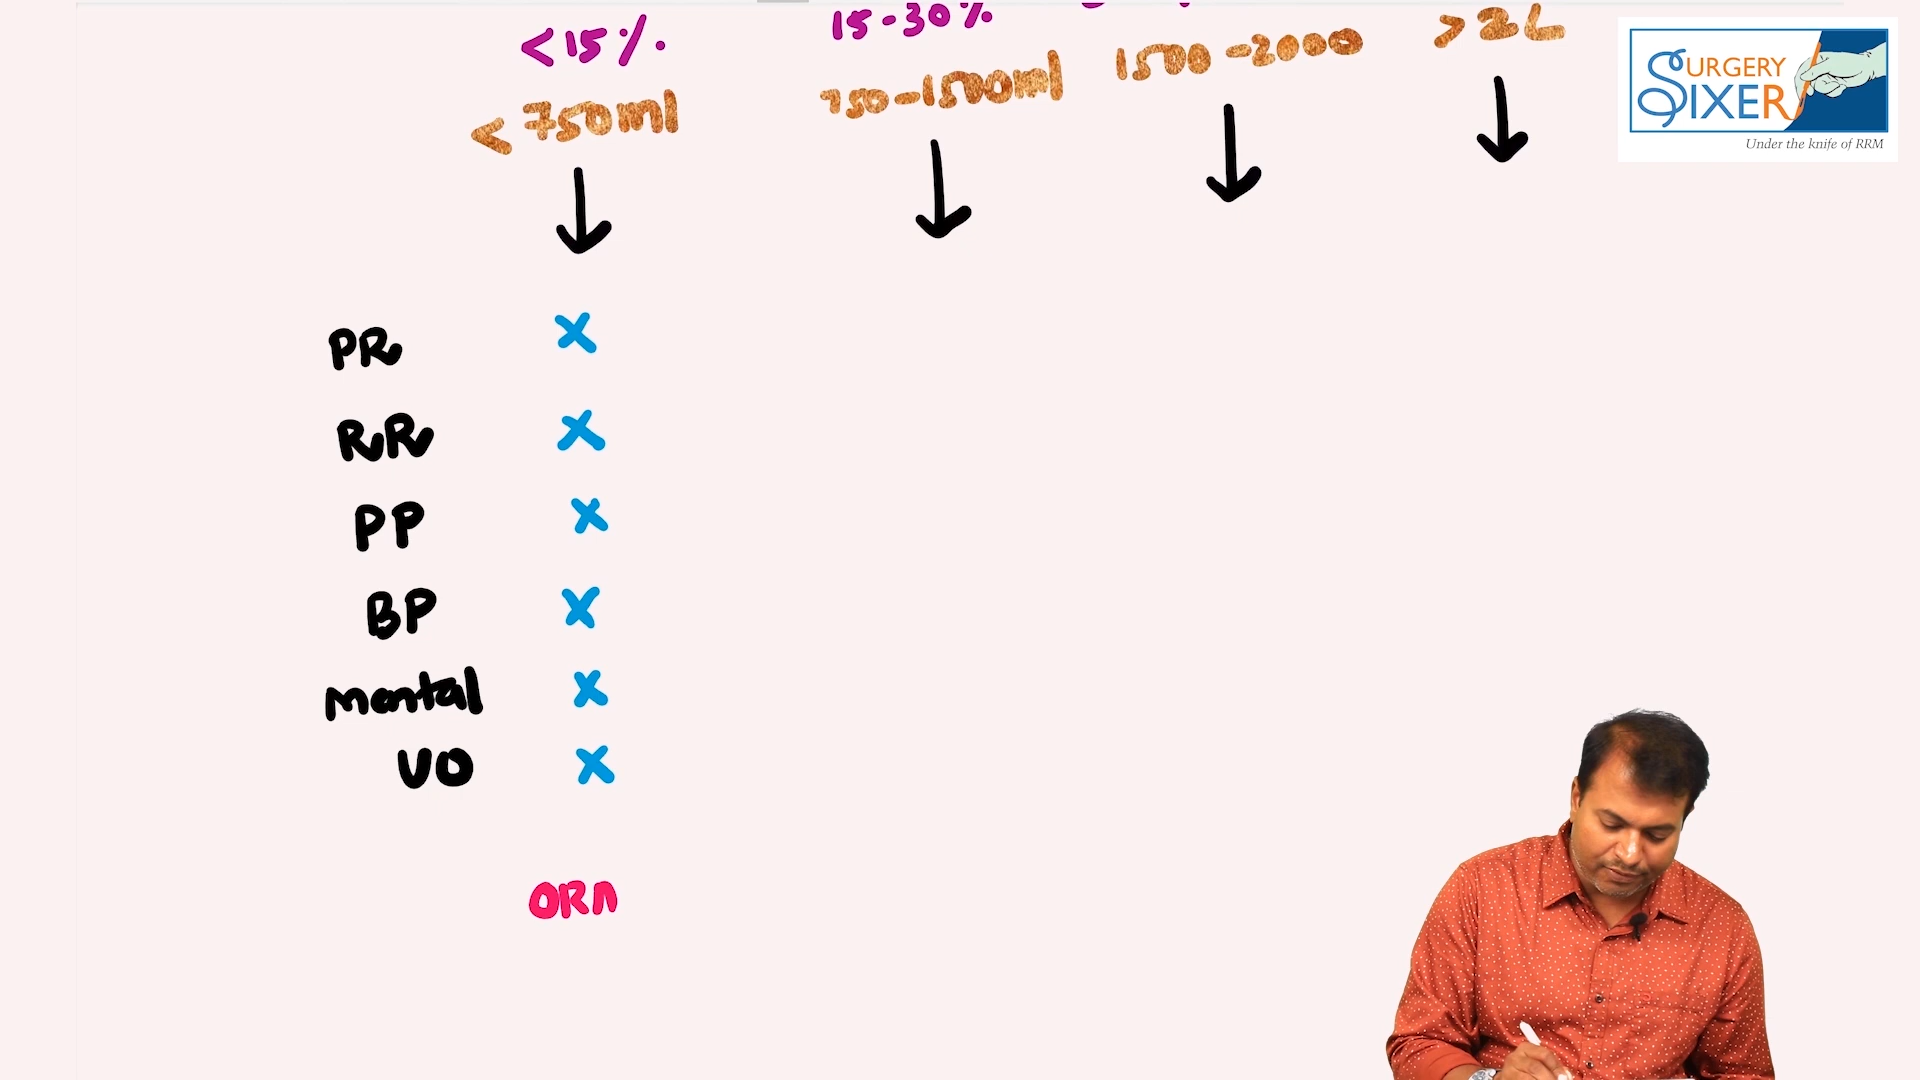 <15%.
15-30%
>2L
<750ml
750-1500ml
1500-2000
SURGERY
SIXER
Under the knife of RRM
PR X
RR X
PP X
BP X
mental X
UO X